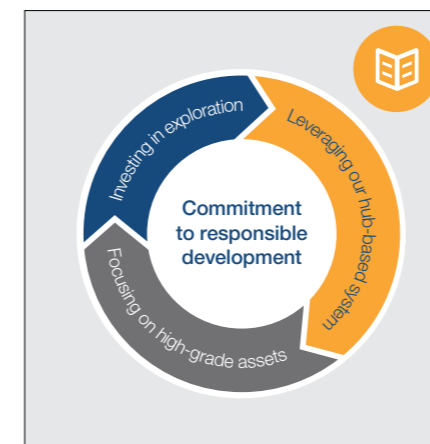 Investing in exploration
Leveraging our hub-based system
Commitment
to responsible
development
Focusing on high-grade assets